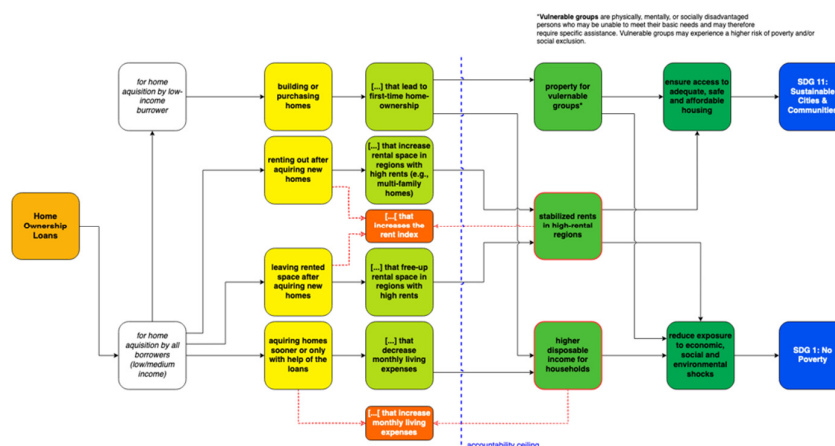 *Vulnerable groups are physically, mentally, or socially disadvantaged
persons who may be unable to meet their basic needs and may therefore
require specific assistance. Vulnerable groups may experience a higher risk of poverty and/or
social exclusion.
for home
aquisition by low-
income
burrower
building or
purchasing
homes
[...] that lead to
first-time home-
ownership
property for
vulernable
groups*
ensure access to
adequate, safe
and affordable
housing
SDG 11:
Sustainable
Cities &
Communities
renting out after
aquiring new
homes
[...] that increase
rental space in
regions with
high rents (e.g.,
multi-family
homes)
Home
Ownership
Loans
[...[ that
increases the
rent index
stabilized rents
in high-rental
regions
leaving rented
space after
aquiring new
homes
[...] that free-up
rental space in
regions with
high rents
for home
aquisition by all
borrowers
(low/medium
income)
aquiring homes
sooner or only
with help of the
loans
[...] that
decrease
monthly living
expenses
higher
disposable
income for
households
reduce exposure
to economic,
social and
environmental
shocks
SDG 1: No
Poverty
[...[ that increase
monthly living
expenses
accountability ceiling